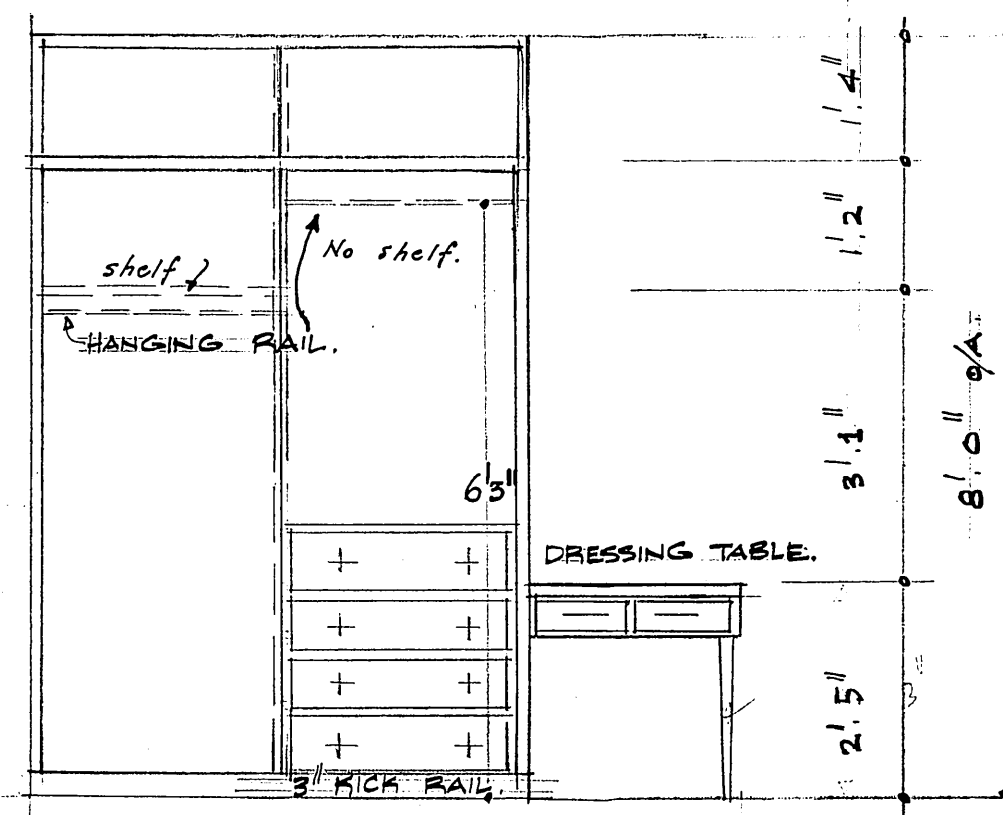 1'.4"
1'.2"
No shelf.
shelf
HANGING RAIL.
8'.0" o/A.
3'.1"
6'3"
DRESSING TABLE.
2'.5"
3"
3" KICK RAIL.